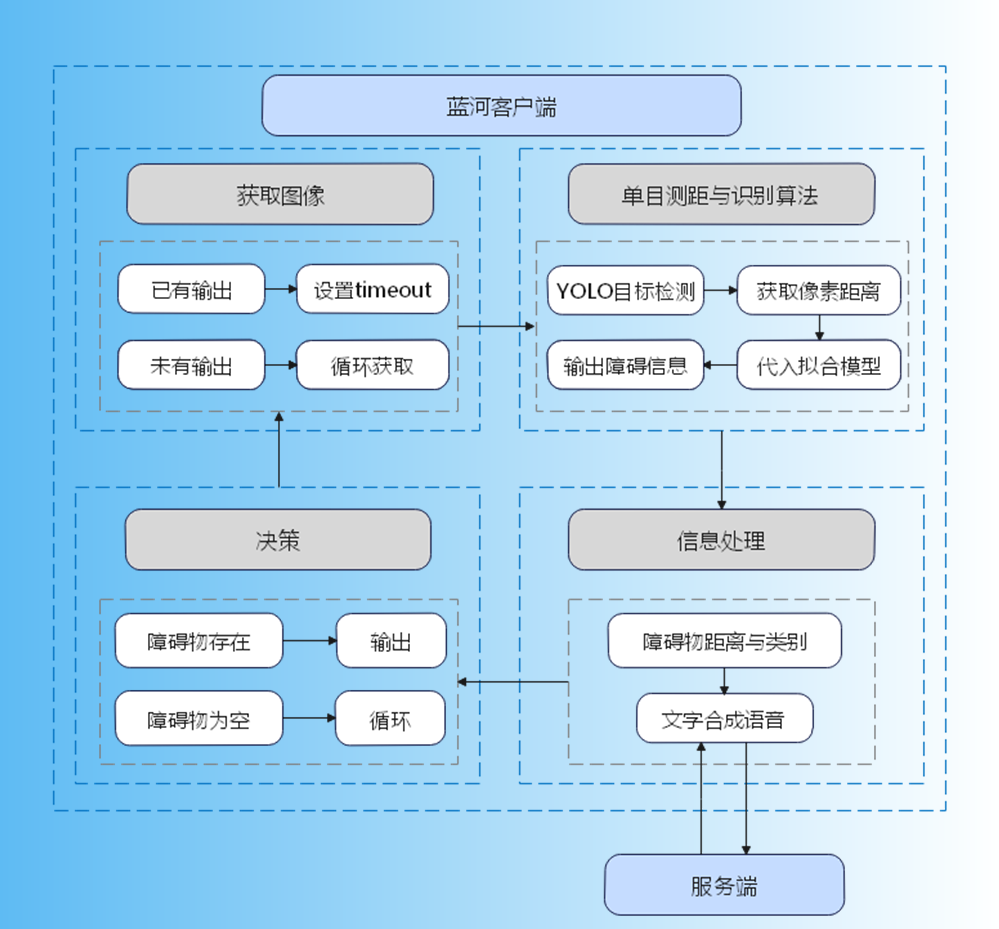 蓝河客户端
获取图像
已有输出
设置timeout
未有输出
循环获取
单目测距与识别算法
YOLO目标检测
获取像素距离
输出障碍信息
代入拟合模型
决策
障碍物存在
输出
障碍物为空
循环
信息处理
障碍物距离与类别
文字合成语音
服务端